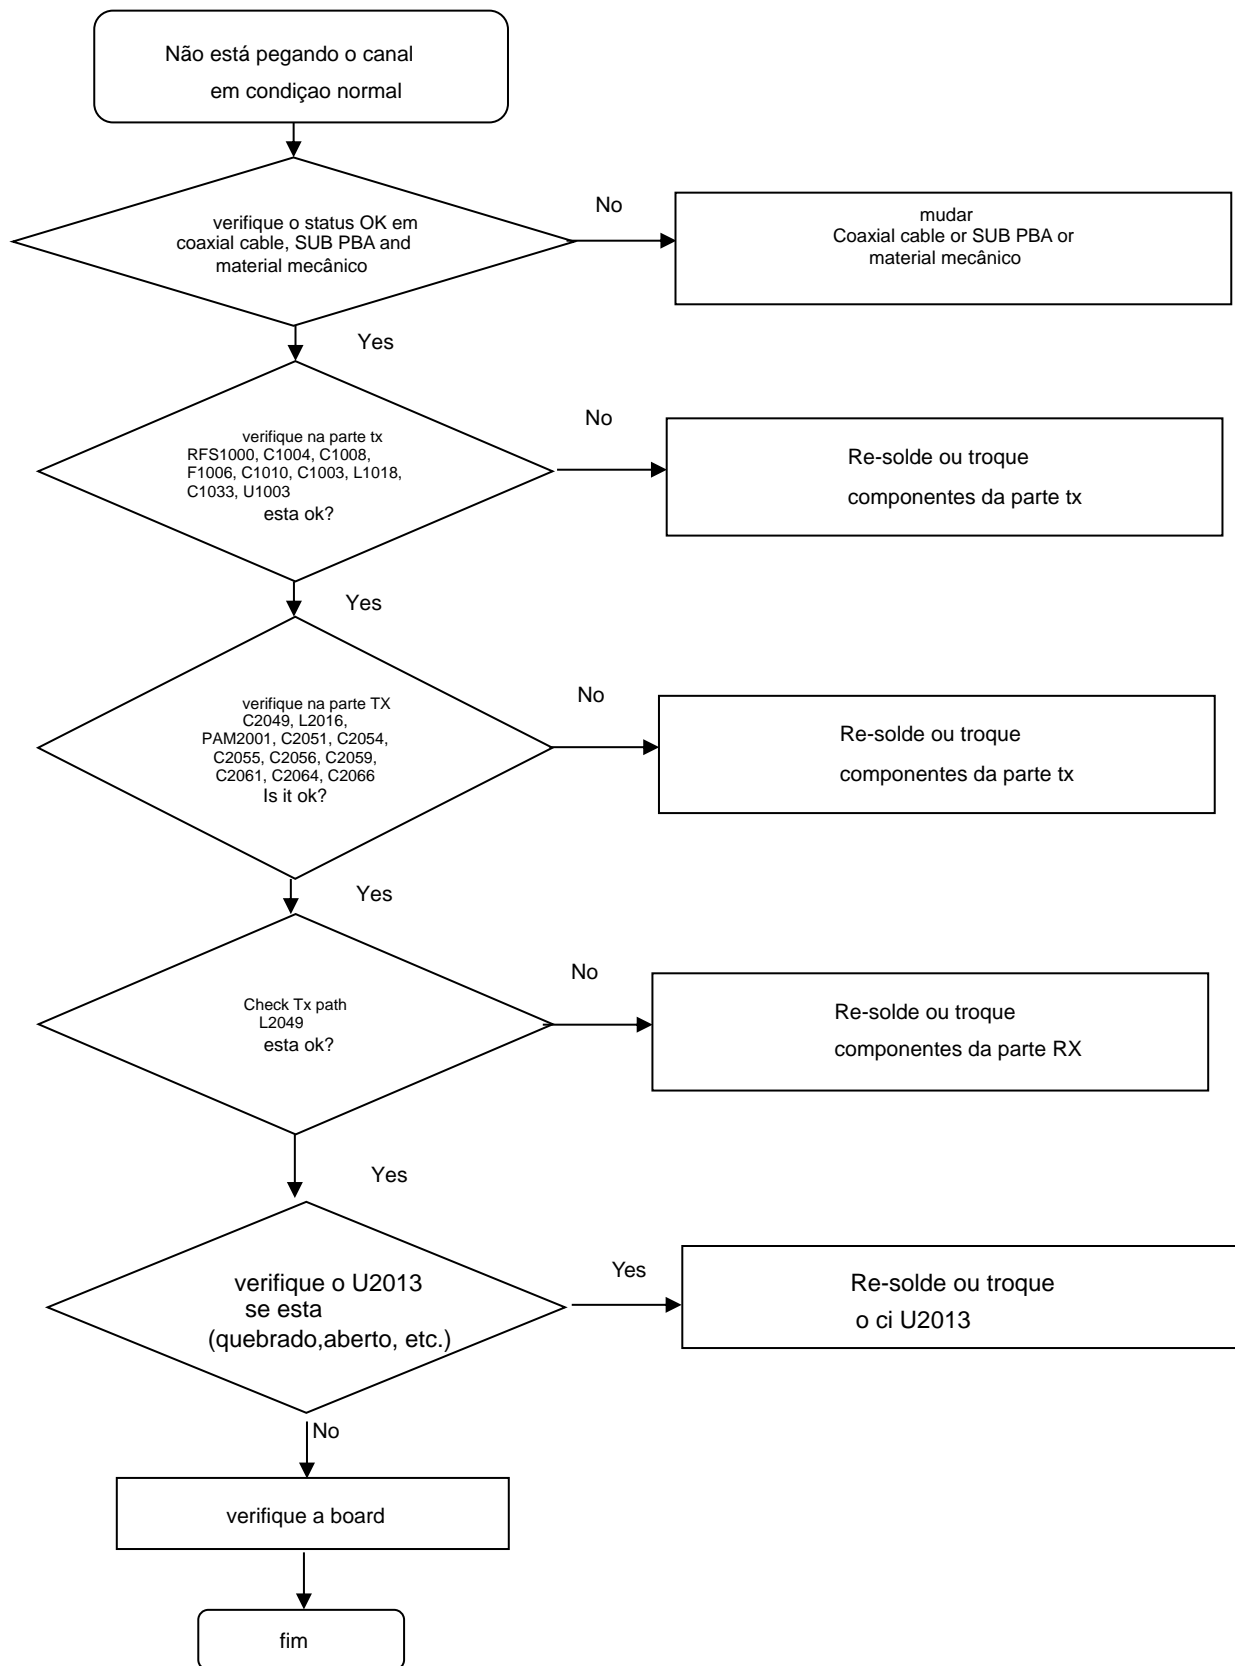 Não está pegando o canal
em condiçao normal
verifique o status OK em
coaxial cable, SUB PBA and
material mecânico
No
mudar
Coaxial cable or SUB PBA or
material mecânico
Yes
verifique na parte tx
RFS1000, C1004, C1008,
F1006, C1010, C1003, L1018,
C1033, U1003
esta ok?
No
Re-solde ou troque
componentes da parte tx
Yes
verifique na parte TX
C2049, L2016,
PAM2001, C2051, C2054,
C2055, C2056, C2059,
C2061, C2064, C2066
Is it ok?
No
Re-solde ou troque
componentes da parte tx
Yes
Check Tx path
L2049
esta ok?
No
Re-solde ou troque
componentes da parte RX
Yes
verifique o U2013
se esta
(quebrado,aberto, etc.)
Yes
Re-solde ou troque
o ci U2013
No
verifique a board
fim